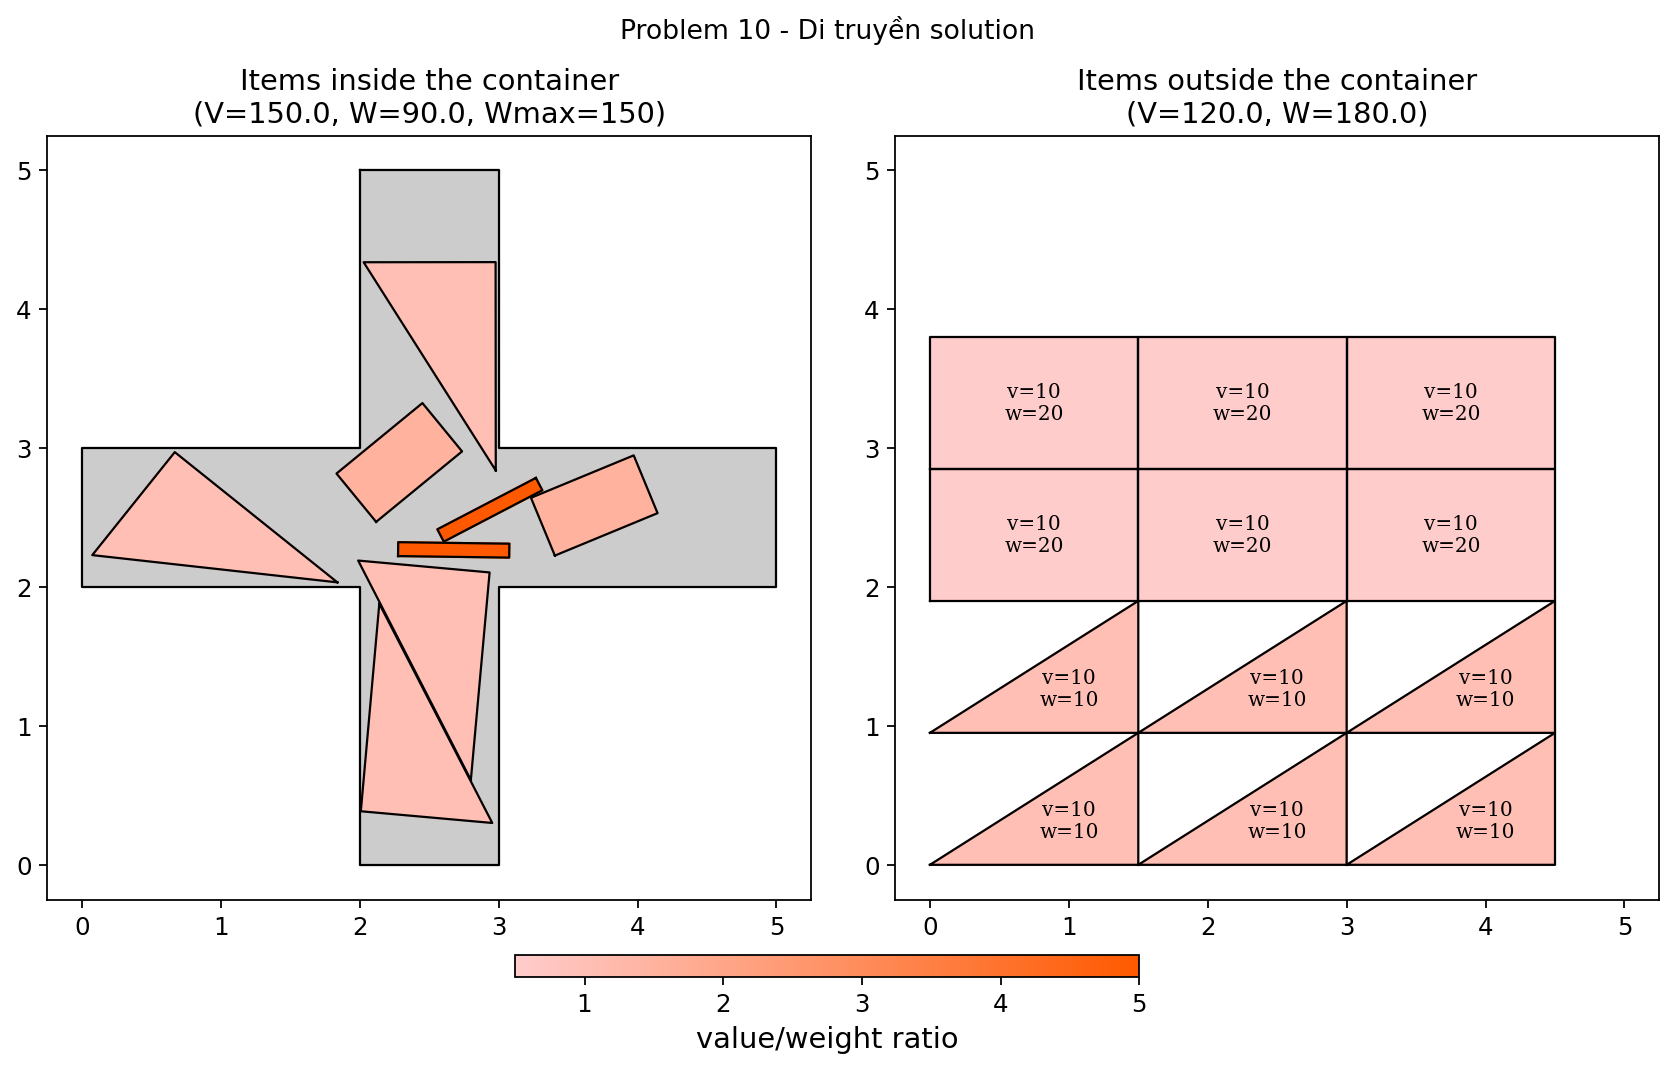 Problem 10 - Di truyền solution
Items inside the container
(V=150.0, W=90.0, Wmax=150)
5
4
3
2
1
0
0 1 2 3 4 5
Items outside the container
(V=120.0, W=180.0)
5
4
3
2
1
0
v=10 v=10 v=10
w=20 w=20 w=20
v=10 v=10 v=10
w=20 w=20 w=20
v=10 v=10 v=10
w=10 w=10 w=10
v=10 v=10 v=10
w=10 w=10 w=10
0 1 2 3 4 5
1 2 3 4 5
value/weight ratio